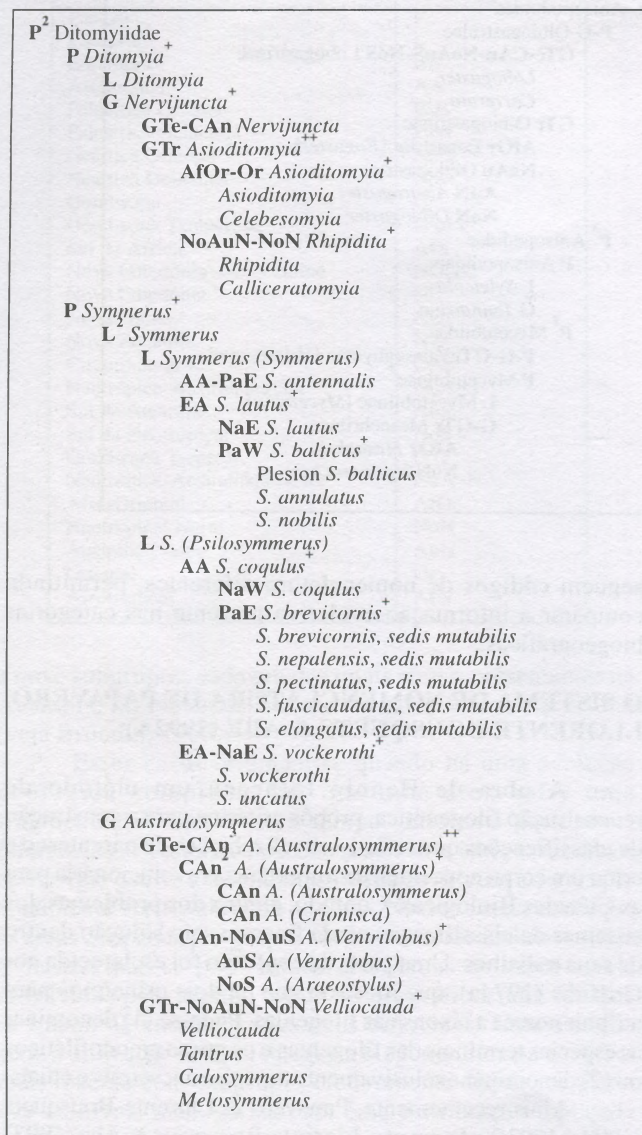 P² Ditomyiidae
P Ditomyia⁺
L Ditomyia
G Nervijuncta⁺
GTe-CAn Nervijuncta
GTr Asioditomyia⁺⁺
AfOr-Or Asioditomyia⁺
Asioditomyia
Celebesomyia
NoAuN-NoN Rhipidita⁺
Rhipidita
Calliceratomyia
P Symmerus⁺
L² Symmerus
L Symmerus (Symmerus)
AA-PaE S. antennalis
EA S. lautus⁺
NaE S. lautus
PaW S. balticus⁺
Plesion S. balticus
S. annulatus
S. nobilis
L S. (Psilosymmerus)
AA S. coqulus⁺
NaW S. coqulus
PaE S. brevicornis⁺
S. brevicornis, sedis mutabilis
S. nepalensis, sedis mutabilis
S. pectinatus, sedis mutabilis
S. fuscicaudatus, sedis mutabilis
S. elongatus, sedis mutabilis
EA-NaE S. vockerothi⁺
S. vockerothi
S. uncatus
G Australosymmerus
GTe-CAn² A. (Australosymmerus)⁺⁺
CAn² A. (Australosymmerus)⁺
CAn A. (Australosymmerus)
CAn A. (Crionisca)
CAn-NoAuS A. (Ventrilobus)⁺
AuS A. (Ventrilobus)
NoS A. (Araeostylus)
GTr-NoAuN-NoN Velliocauda⁺
Velliocauda
Tantrus
Calosymmerus
Melosymmerus